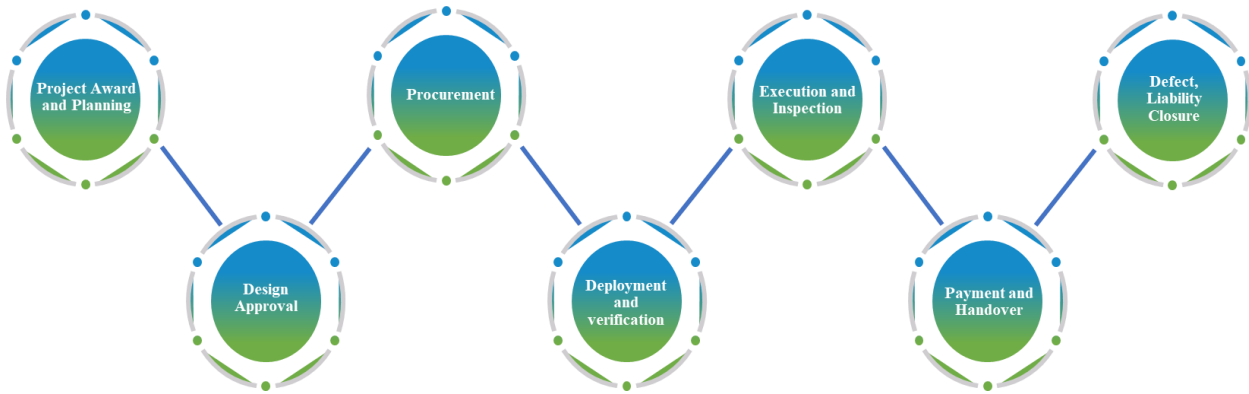 Project Award
and Planning
Design
Approval
Procurement
Deployment
and
verification
Execution and
Inspection
Payment and
Handover
Defect,
Liability
Closure